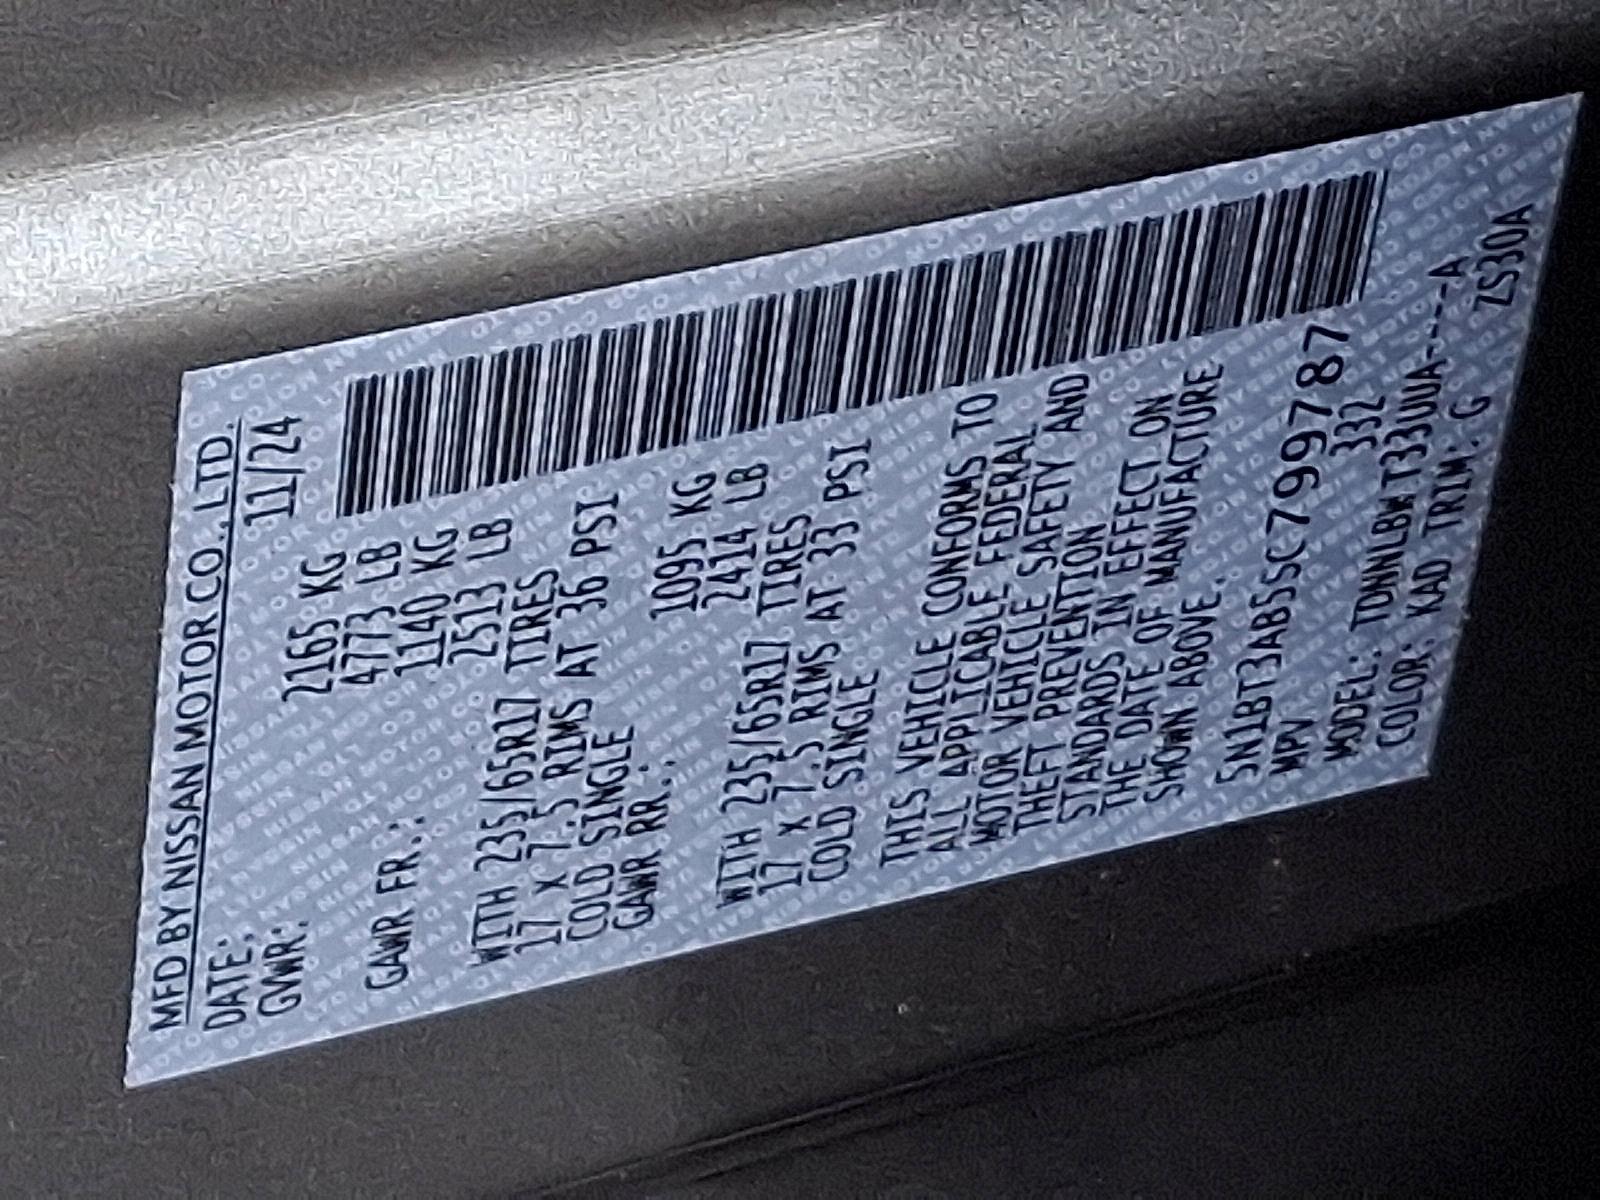 MFD BY NISSAN MOTOR CO., LTD.
DATE: 11/24
GVWR: 2165 KG
4773 LB
GAWR FR.: 1140 KG
2513 LB
WITH 235/65R17 TIRES
17 x 7.5 RIMS AT 36 PSI
COLD SINGLE
GAWR RR.: 1095 KG
2414 LB
WITH 235/65R17 TIRES
17 x 7.5 RIMS AT 33 PSI
COLD SINGLE
THIS VEHICLE CONFORMS TO
ALL APPLICABLE FEDERAL
MOTOR VEHICLE SAFETY AND
THEFT PREVENTION
STANDARDS IN EFFECT ON
THE DATE OF MANUFACTURE
SHOWN ABOVE.
5N1BT3AB5SC799787
MPV 332
MODEL: TDNNLBW T33UUA----A
COLOR: KAD TRIM: G ZS30A